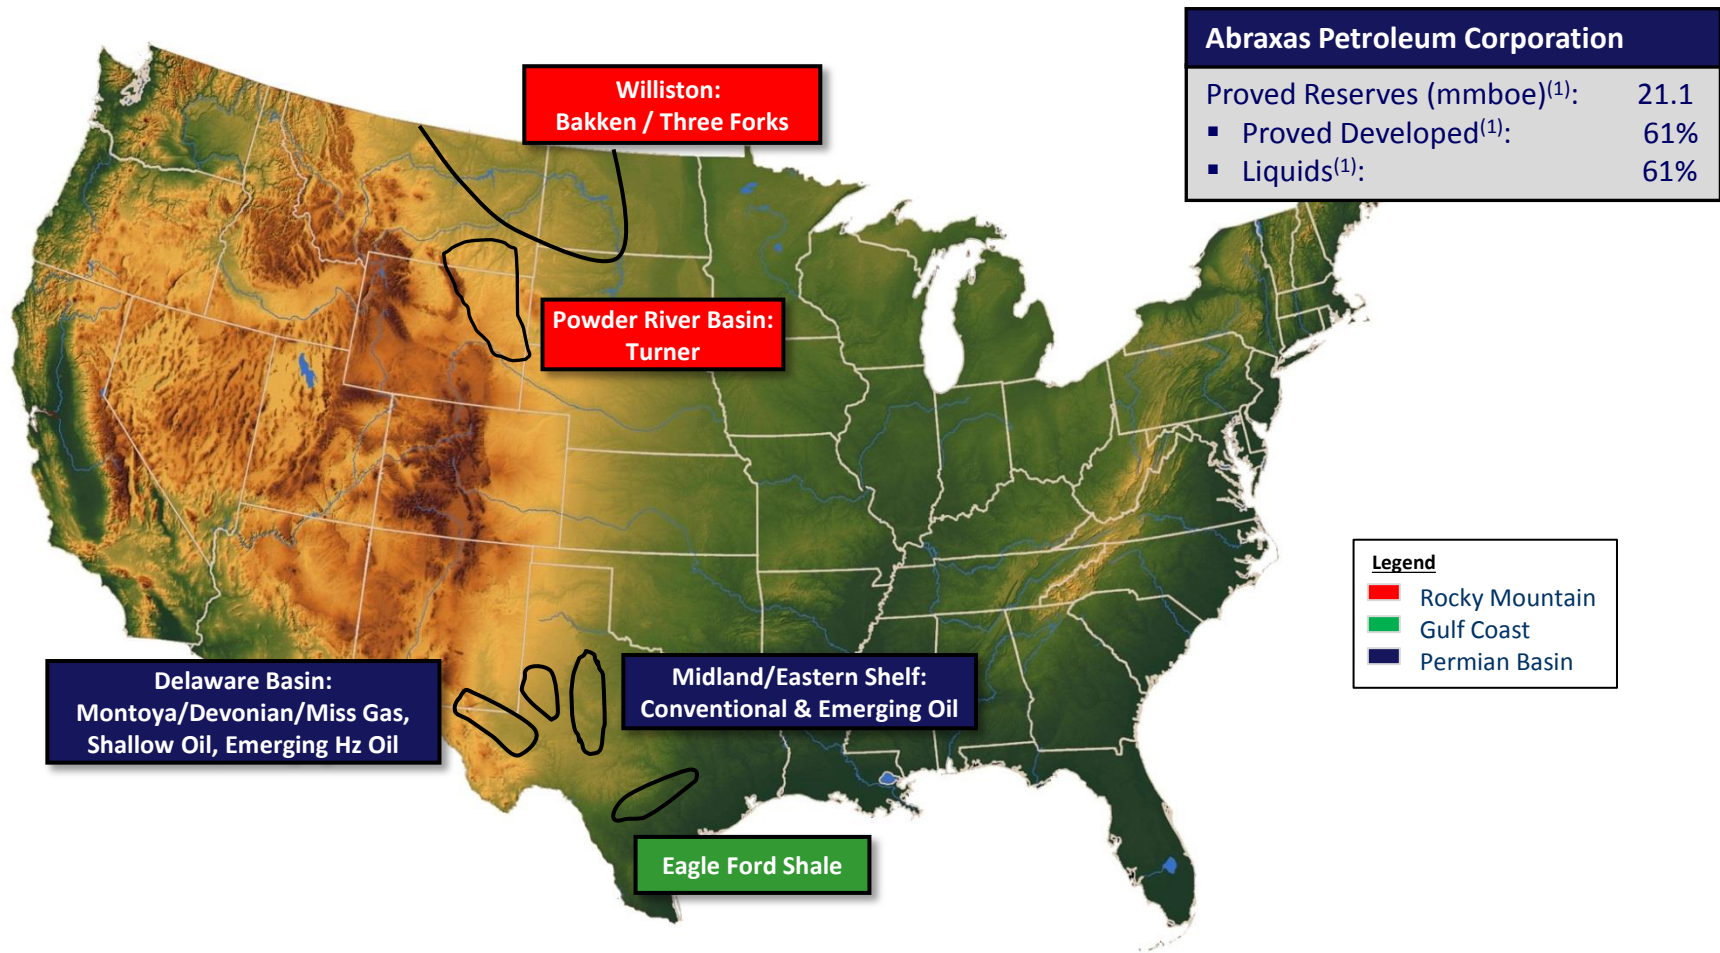 Abraxas Petroleum Corporation
Proved Reserves (mmboe)(1): 21.1
▪ Proved Developed(1): 61%
▪ Liquids(1): 61%
Williston:
Bakken / Three Forks
Powder River Basin:
Turner
Legend
Rocky Mountain
Gulf Coast
Permian Basin
Delaware Basin:
Montoya/Devonian/Miss Gas,
Shallow Oil, Emerging Hz Oil
Midland/Eastern Shelf:
Conventional & Emerging Oil
Eagle Ford Shale